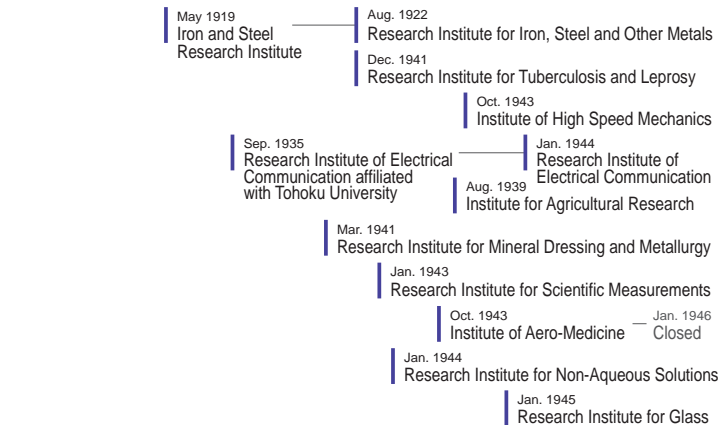 May 1919
Iron and Steel
Research Institute
Aug. 1922
Research Institute for Iron, Steel and Other Metals
Dec. 1941
Research Institute for Tuberculosis and Leprosy
Oct. 1943
Institute of High Speed Mechanics
Sep. 1935
Research Institute of Electrical
Communication affiliated
with Tohoku University
Jan. 1944
Research Institute of
Electrical Communication
Aug. 1939
Institute for Agricultural Research
Mar. 1941
Research Institute for Mineral Dressing and Metallurgy
Jan. 1943
Research Institute for Scientific Measurements
Oct. 1943
Institute of Aero-Medicine
Jan. 1946
Closed
Jan. 1944
Research Institute for Non-Aqueous Solutions
Jan. 1945
Research Institute for Glass